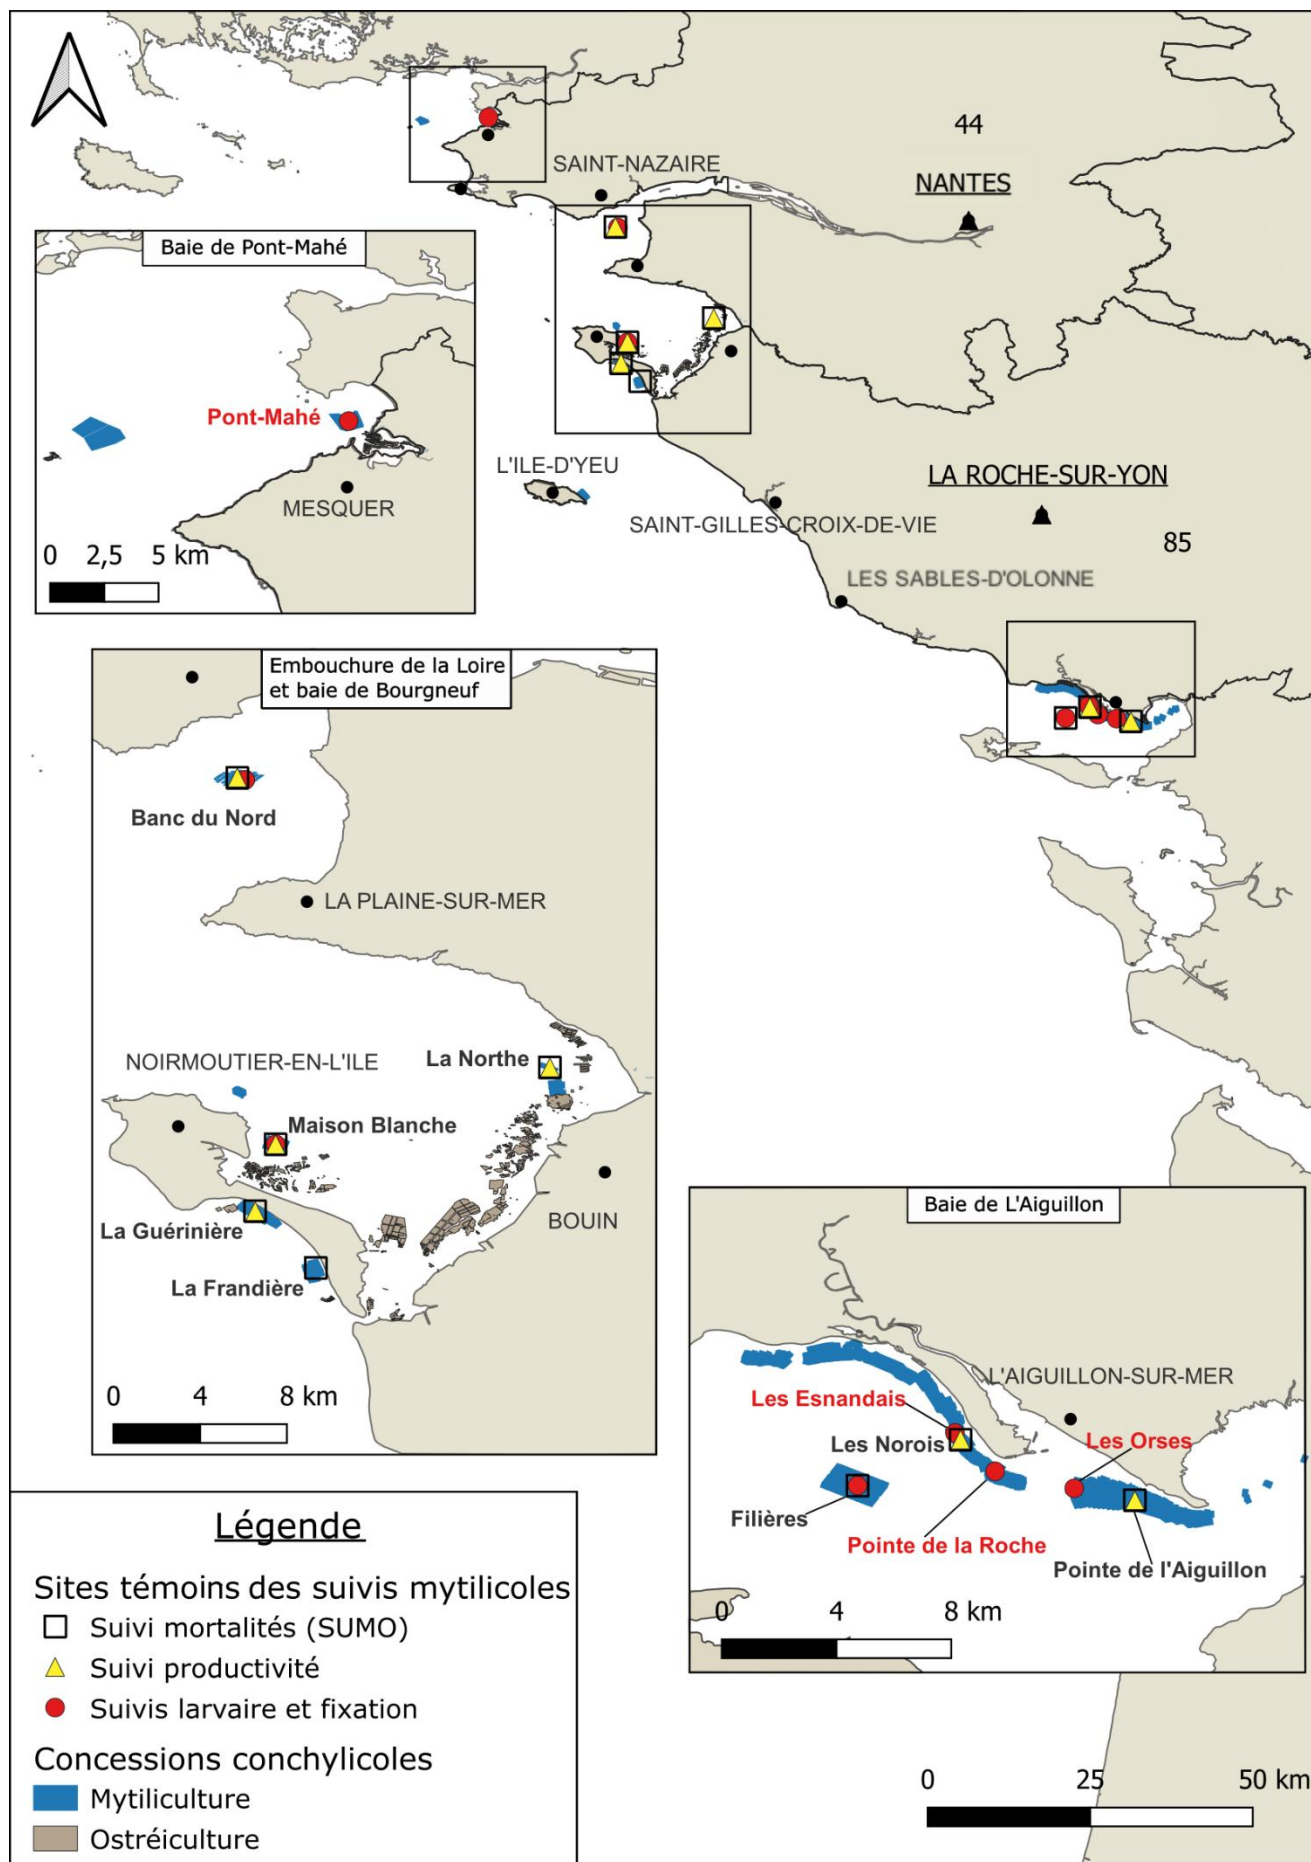 44
SAINT-NAZAIRE
NANTES
Baie de Pont-Mahé
Pont-Mahé
MESQUER
0 2,5 5 km
L'ILE-D'YEU
LA ROCHE-SUR-YON
SAINT-GILLES-CROIX-DE-VIE
85
LES SABLES-D'OLONNE
Embouchure de la Loire
et baie de Bourgneuf
Banc du Nord
LA PLAINE-SUR-MER
NOIRMOUTIER-EN-L'ILE
La Northe
Maison Blanche
La Guérinière
BOUIN
La Frandière
0 4 8 km
Baie de L'Aiguillon
L'AIGUILLON-SUR-MER
Les Esnandais
Les Norois
Les Orses
Filières
Pointe de la Roche
Pointe de l'Aiguillon
0 4 8 km
Légende
Sites témoins des suivis mytilicoles
Suivi mortalités (SUMO)
Suivi productivité
Suivis larvaire et fixation
Concessions conchylicoles
Mytiliculture
Ostréiculture
0 25 50 km